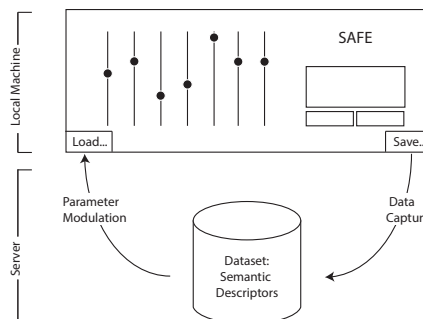 Local Machine
SAFE
Load...
Save..
Parameter
Modulation
Data
Captur
Server
Dataset:
Semantic
Descriptors